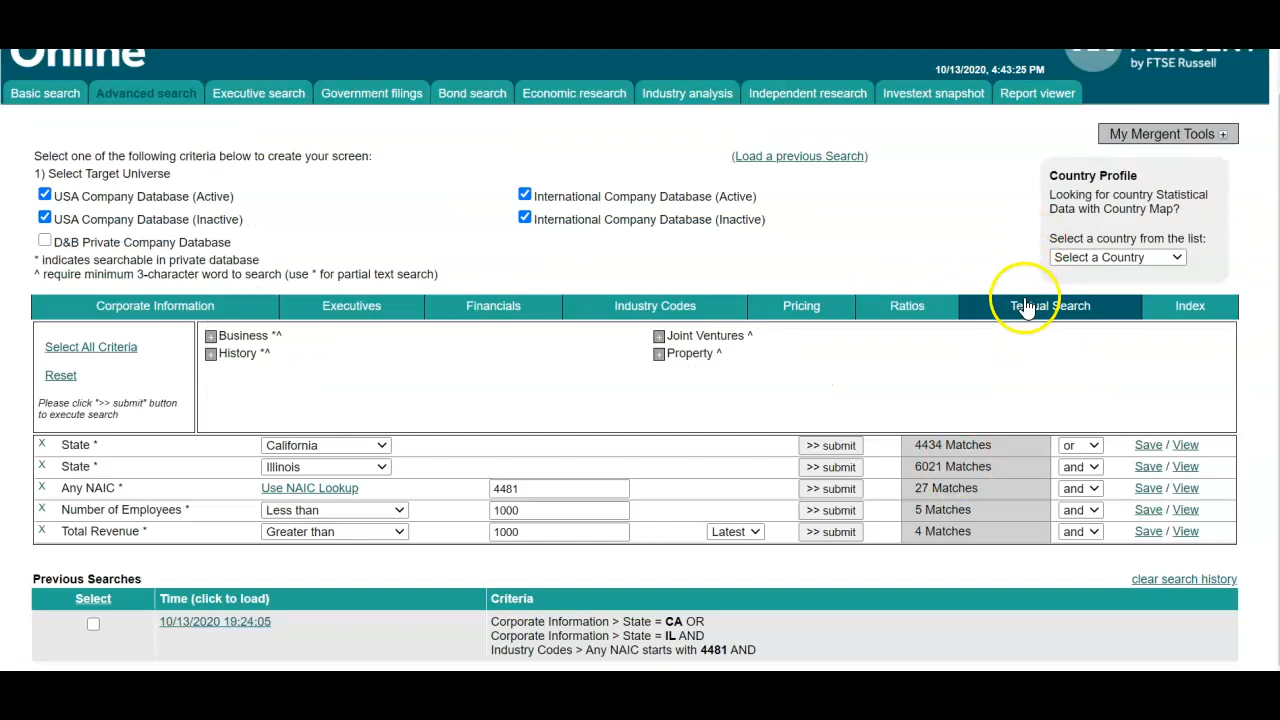 Online
MERGENT
by FTSE Russell
10/13/2020, 4:43:25 PM
Basic search Advanced search Executive search Government filings Bond search Economic research Industry analysis Independent research Investext snapshot Report viewer
My Mergent Tools +
Select one of the following criteria below to create your screen: (Load a previous Search)
1) Select Target Universe
USA Company Database (Active) International Company Database (Active)
USA Company Database (Inactive) International Company Database (Inactive)
D&B Private Company Database
* indicates searchable in private database
^ require minimum 3-character word to search (use * for partial text search)
Country Profile
Looking for country Statistical
Data with Country Map?
Select a country from the list:
Select a Country
Corporate Information Executives Financials Industry Codes Pricing Ratios Textual Search Index
Select All Criteria
Reset
Please click ">> submit" button
to execute search
+ Business *^ + Joint Ventures ^
+ History *^ + Property ^
X State * California >> submit 4434 Matches or Save / View
X State * Illinois >> submit 6021 Matches and Save / View
X Any NAIC * Use NAIC Lookup 4481 >> submit 27 Matches and Save / View
X Number of Employees * Less than 1000 >> submit 5 Matches and Save / View
X Total Revenue * Greater than 1000 Latest >> submit 4 Matches and Save / View
Previous Searches clear search history
Select Time (click to load) Criteria
10/13/2020 19:24:05 Corporate Information > State = CA OR
Corporate Information > State = IL AND
Industry Codes > Any NAIC starts with 4481 AND